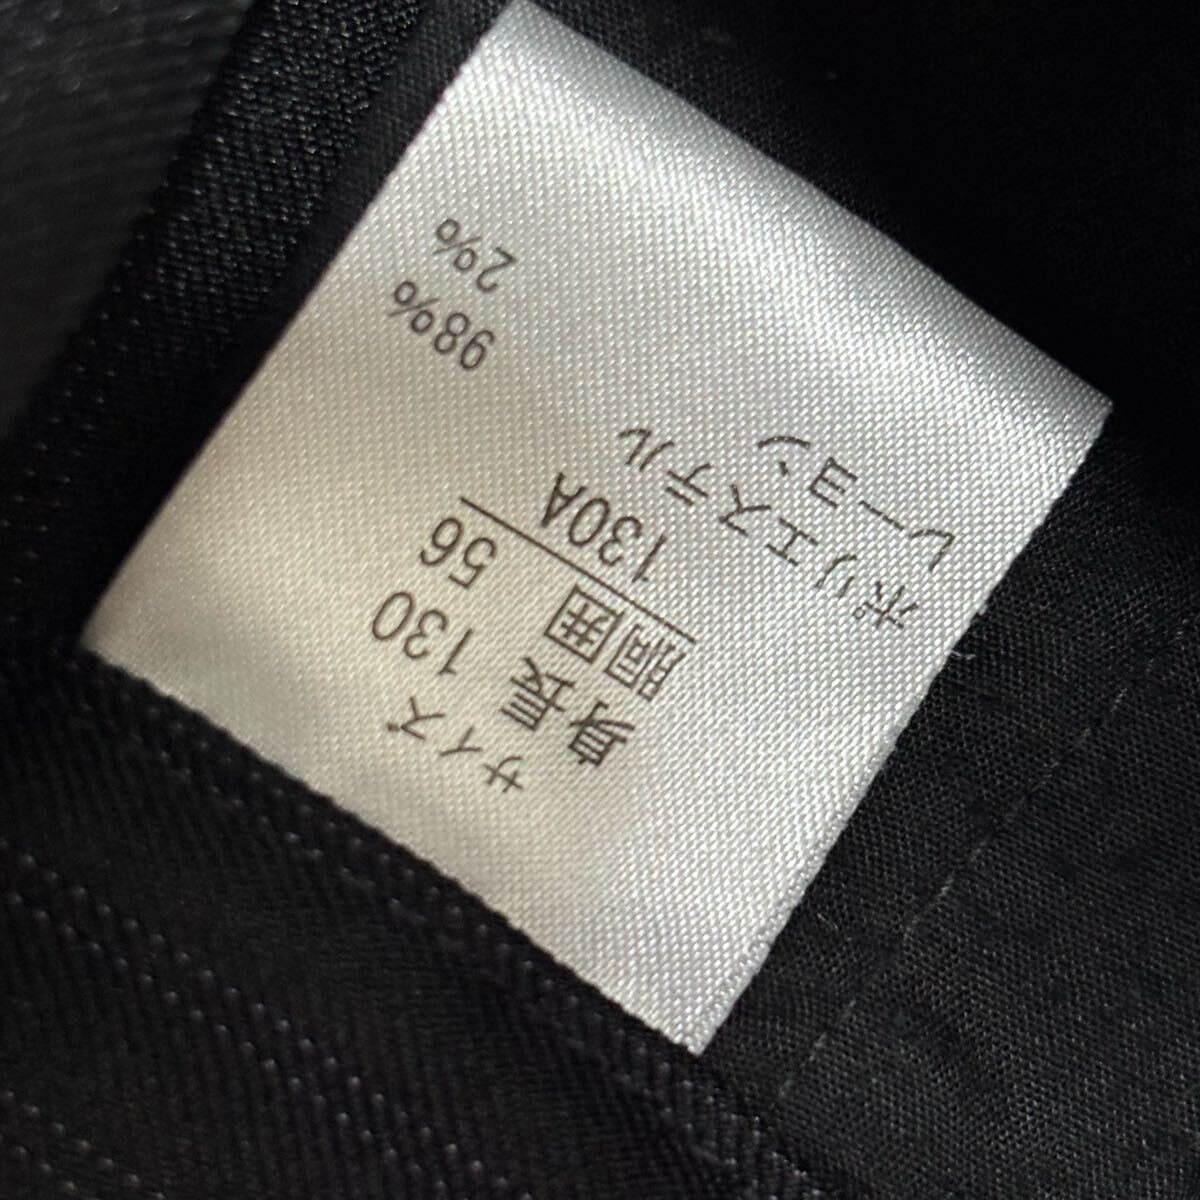 サイズ
身長 130
胴囲 56
130A
ポリエステル 98%
レーヨン 2%